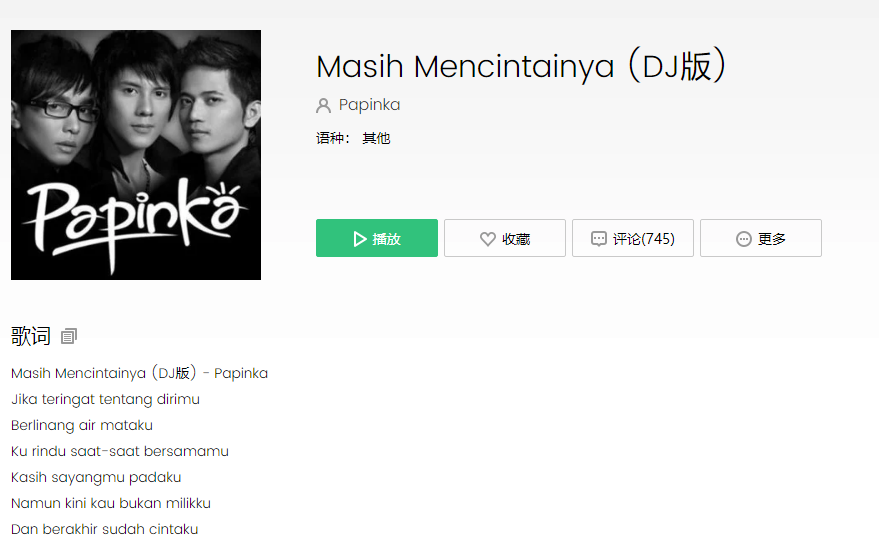 Papinka
Masih Mencintainya (DJ版)
Papinka
语种： 其他
播放
收藏
评论(745)
更多
歌词
Masih Mencintainya (DJ版) - Papinka
Jika teringat tentang dirimu
Berlinang air mataku
Ku rindu saat-saat bersamamu
Kasih sayangmu padaku
Namun kini kau bukan milikku
Dan berakhir sudah cintaku